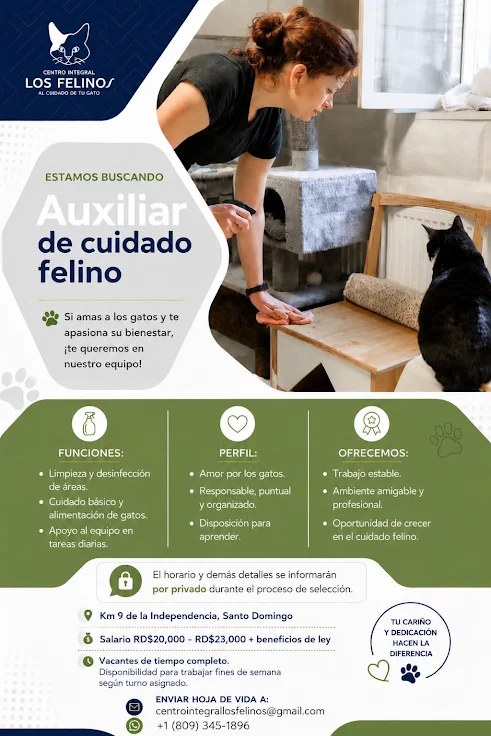 CENTRO INTEGRAL
LOS FELINOS
AL CUIDADO DE TU GATO
ESTAMOS BUSCANDO
Auxiliar
de cuidado
felino
Si amas a los gatos y te
apasiona su bienestar,
¡te queremos en
nuestro equipo!
FUNCIONES:
• Limpieza y desinfección
de áreas.
• Cuidado básico y
alimentación de gatos.
• Apoyo al equipo en
tareas diarias.
PERFIL:
• Amor por los gatos.
• Responsable, puntual
y organizado.
• Disposición para
aprender.
OFRECEMOS:
• Trabajo estable.
• Ambiente amigable y
profesional.
• Oportunidad de crecer
en el cuidado felino.
El horario y demás detalles se informarán
por privado durante el proceso de selección.
Km 9 de la Independencia, Santo Domingo
Salario RD$20,000 – RD$23,000 + beneficios de ley
Vacantes de tiempo completo.
Disponibilidad para trabajar fines de semana
según turno asignado.
TU CARIÑO
Y DEDICACIÓN
HACEN LA
DIFERENCIA
ENVIAR HOJA DE VIDA A:
centrointegrallosfelinos@gmail.com
+1 (809) 345-1896